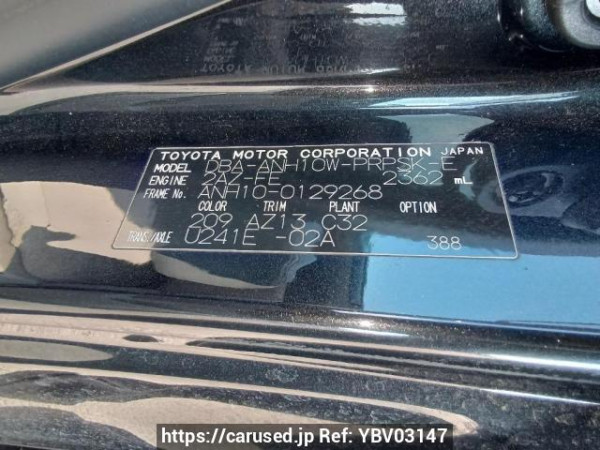 TOYOTA MOTOR CORPORATION JAPAN
MODEL DBA-ANH10W-PRPSK-E
ENGINE 2AZ- 2362 mL
FRAME No. ANH10-0129268
COLOR TRIM PLANT OPTION
209 AZ13 C32
TRANS./AXLE U241E -02A 388
https://carused.jp Ref: YBV03147